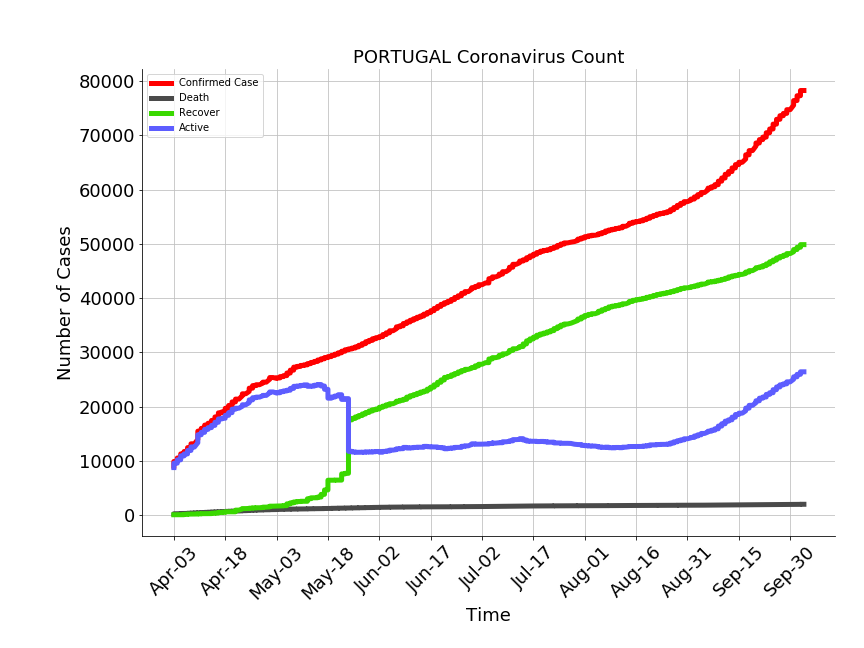 PORTUGAL Coronavirus Count
Confirmed Case
Death
Recover
Active
80000
70000
60000
50000
40000
30000
20000
10000
0
Number of Cases
Apr-03
Apr-18
May-03
May-18
Jun-02
Jun-17
Jul-02
Jul-17
Aug-01
Aug-16
Aug-31
Sep-15
Sep-30
Time